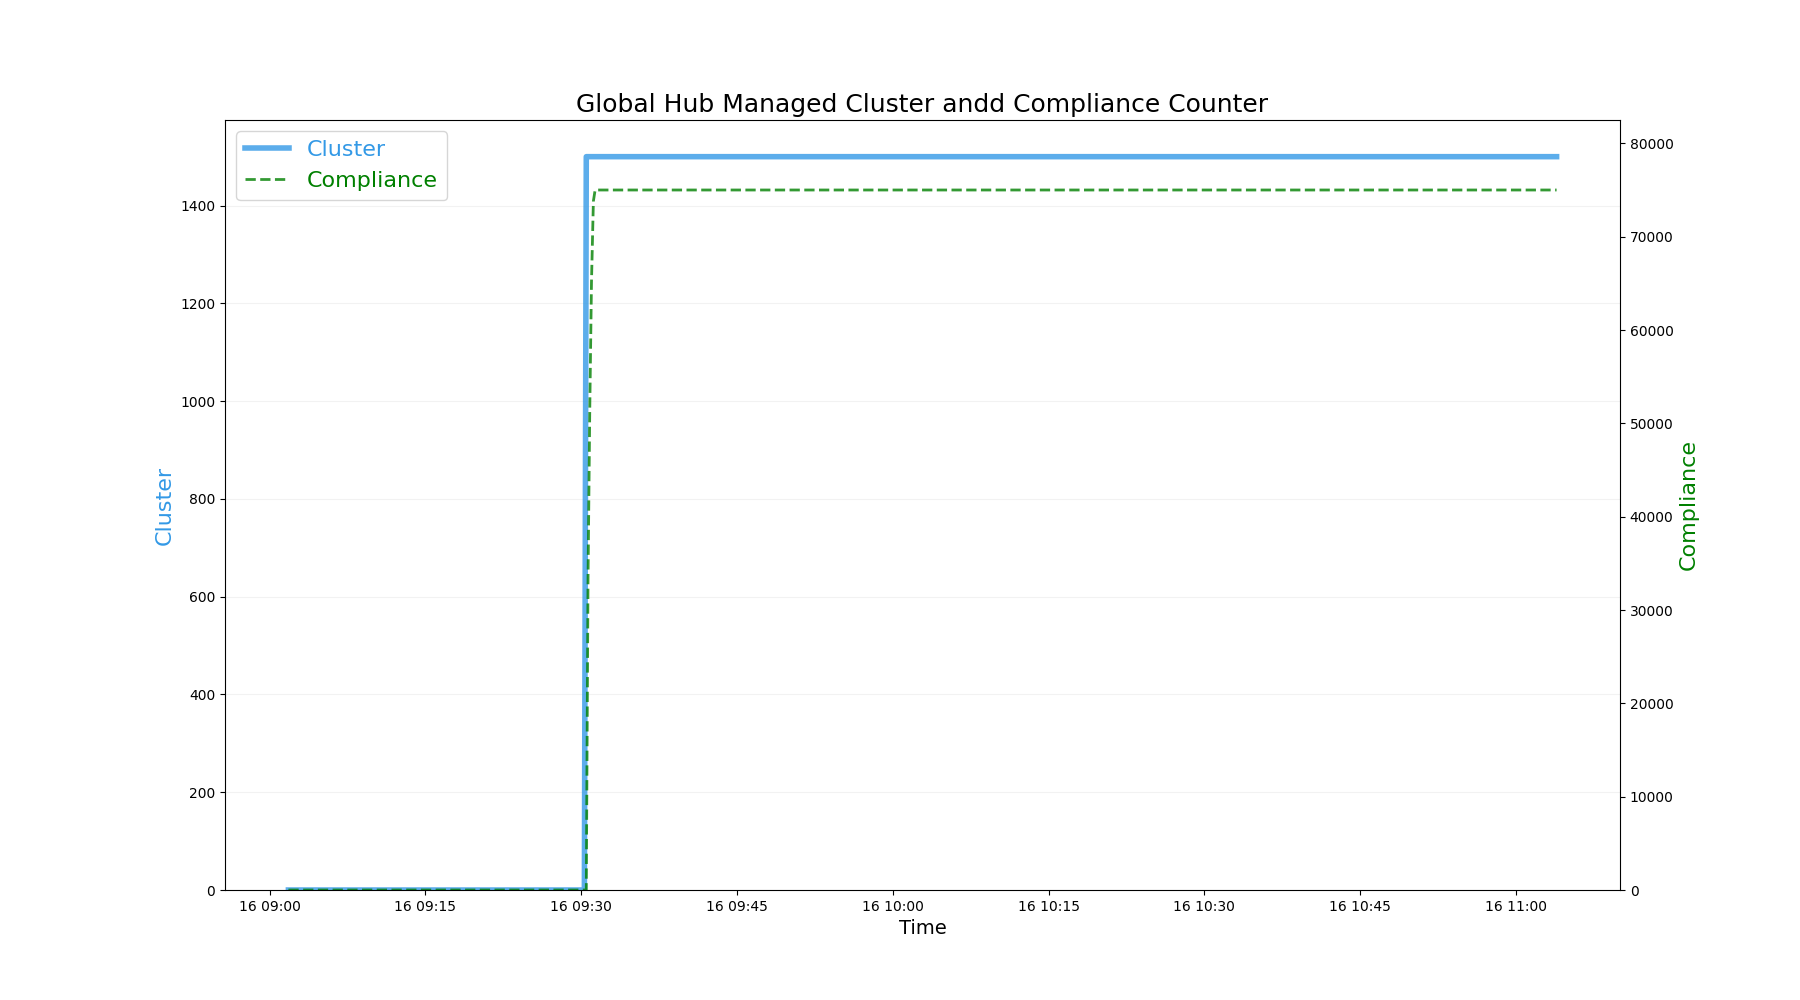 Global Hub Managed Cluster andd Compliance Counter
Cluster
Compliance
1400
1200
1000
800
600
400
200
0
Cluster
80000
70000
60000
50000
40000
30000
20000
10000
0
Compliance
16 09:00 16 09:15 16 09:30 16 09:45 16 10:00 16 10:15 16 10:30 16 10:45 16 11:00
Time